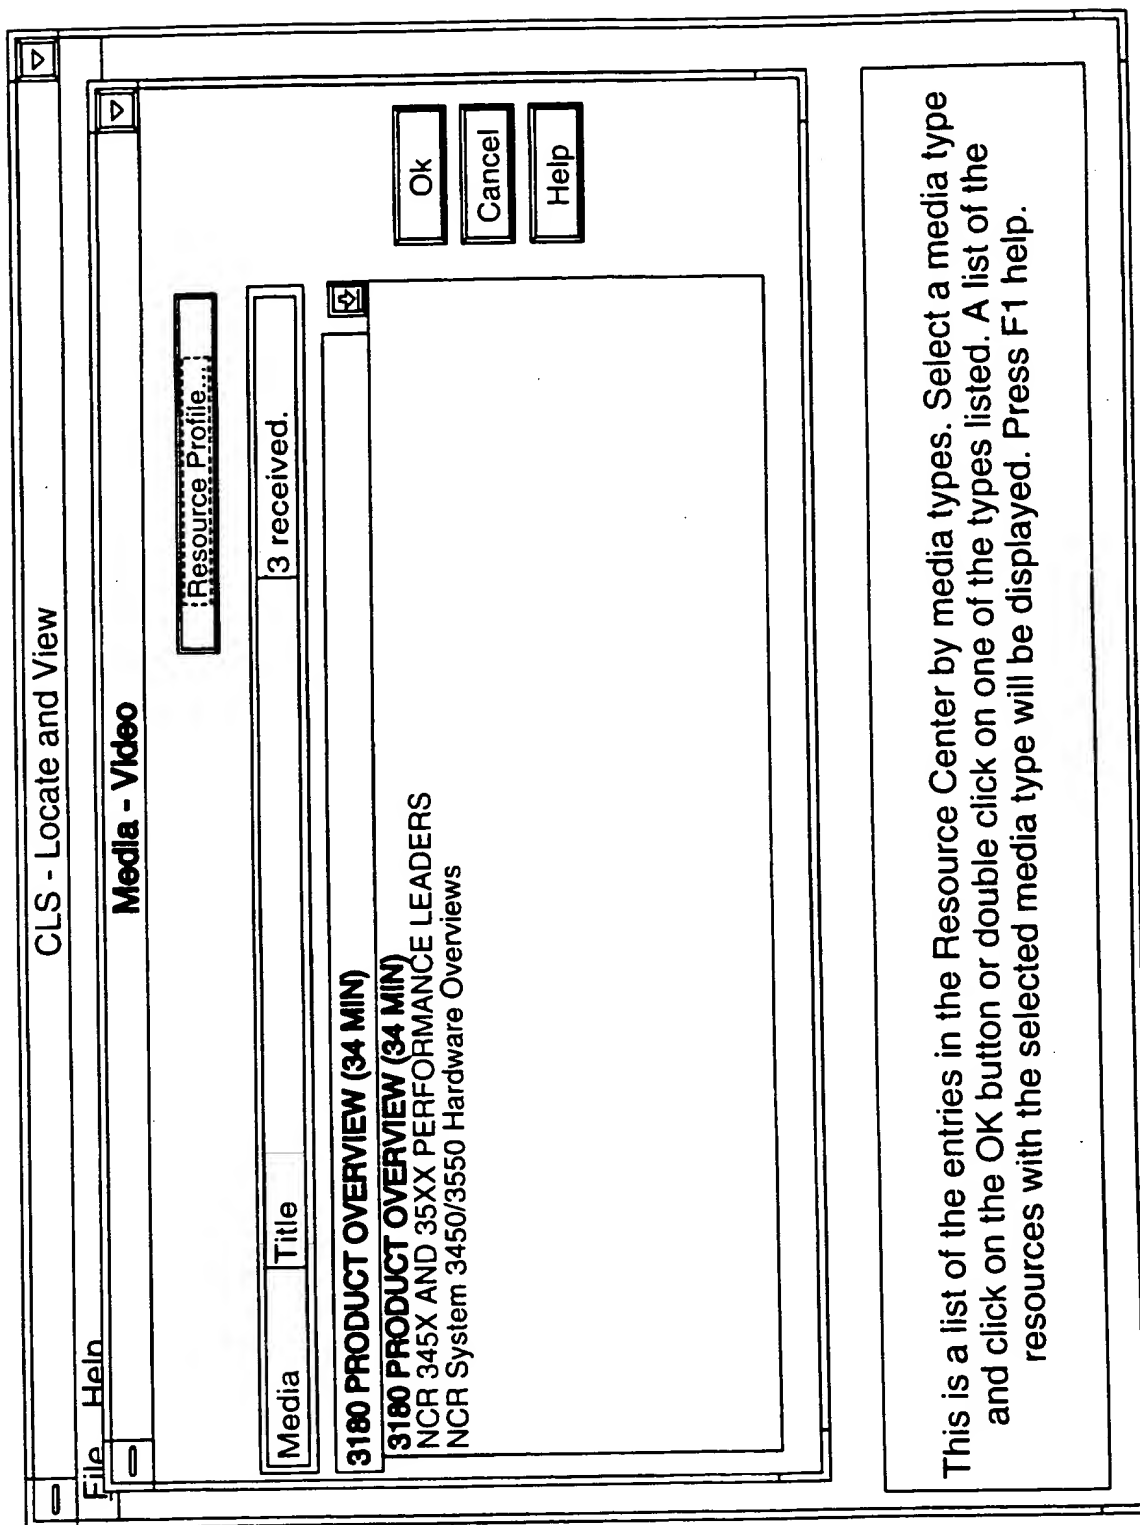 CLS - Locate and View
File Help
Media - Video
Resource Profile...
Media Title 3 received.
3180 PRODUCT OVERVIEW (34 MIN)
3180 PRODUCT OVERVIEW (34 MIN)
NCR 345X AND 35XX PERFORMANCE LEADERS
NCR System 3450/3550 Hardware Overviews
Ok
Cancel
Help
This is a list of the entries in the Resource Center by media types. Select a media type
and click on the OK button or double click on one of the types listed. A list of the
resources with the selected media type will be displayed. Press F1 help.